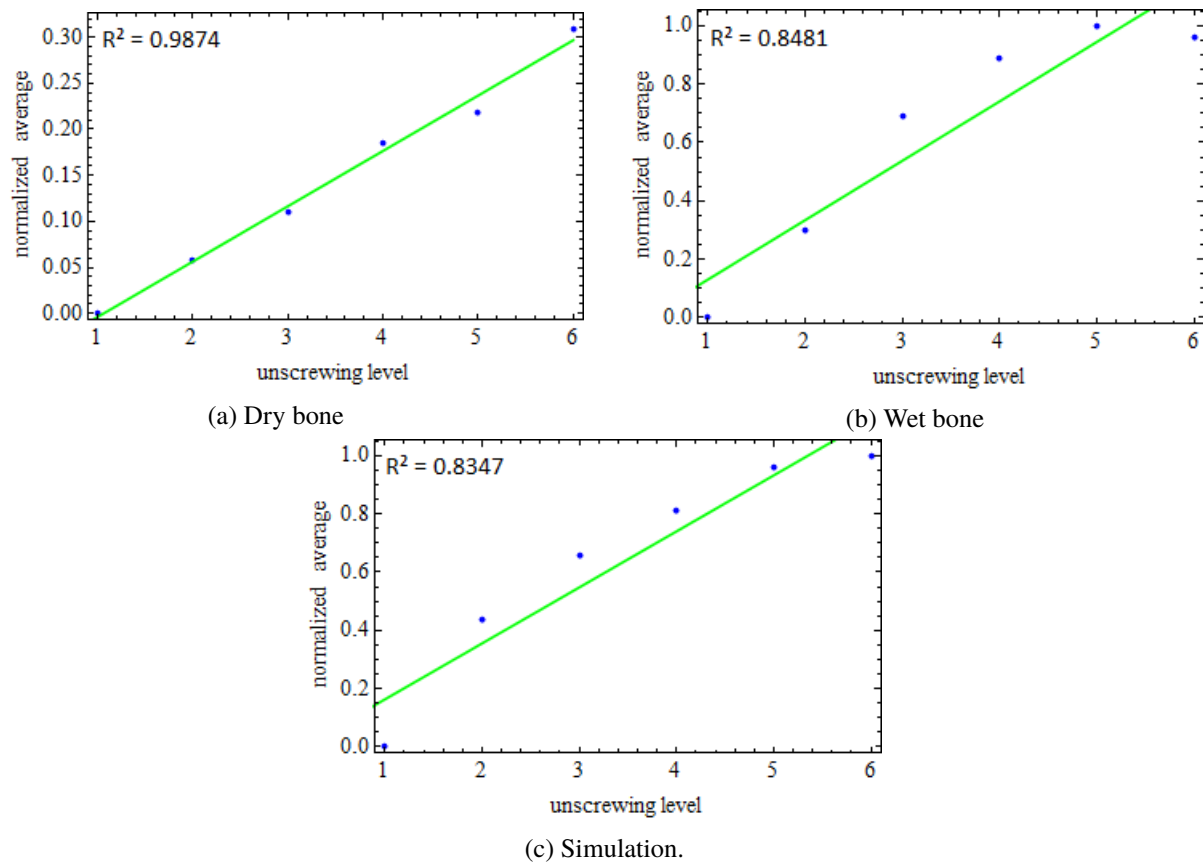 R² = 0.9874
normalized average
0.30
0.25
0.20
0.15
0.10
0.05
0.00
1 2 3 4 5 6
unscrewing level
(a) Dry bone
R² = 0.8481
normalized average
1.0
0.8
0.6
0.4
0.2
0.0
1 2 3 4 5 6
unscrewing level
(b) Wet bone
R² = 0.8347
normalized average
1.0
0.8
0.6
0.4
0.2
0.0
1 2 3 4 5 6
unscrewing level
(c) Simulation.